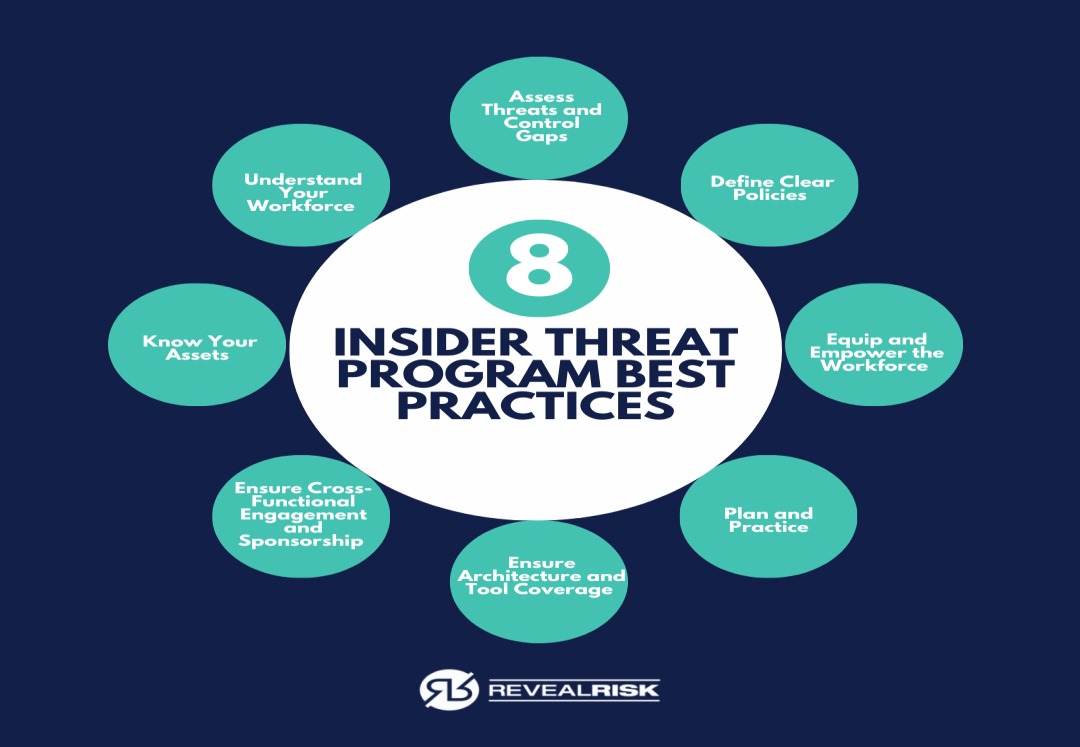 Assess
Threats and
Control
Gaps
Understand
Your
Workforce
Define Clear
Policies
8
INSIDER THREAT
PROGRAM BEST
PRACTICES
Know Your
Assets
Equip and
Empower the
Workforce
Ensure Cross-
Functional
Engagement
and
Sponsorship
Plan and
Practice
Ensure
Architecture and
Tool Coverage
REVEALRISK